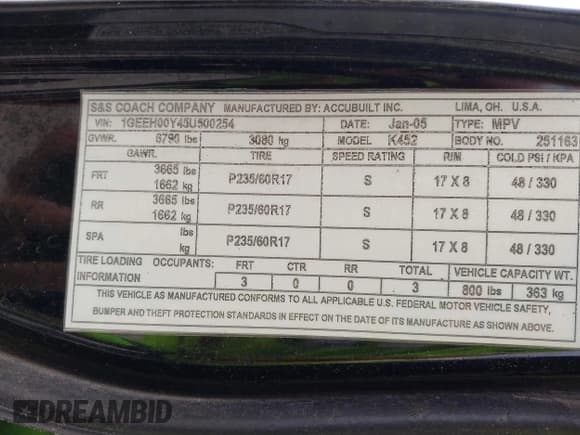 S&S COACH COMPANY MANUFACTURED BY: ACCUBUILT INC. LIMA, OH. U.S.A.
VIN: 1GEEH00Y45U500254 DATE: Jan-05 TYPE: MPV
GVWR. 6790 lbs 3080 kg MODEL K452 BODY NO. 251163
GAWR. TIRE SPEED RATING RIM COLD PSI / KPA
FRT 3665 lbs 1662 kg P235/60R17 S 17 X 8 48 / 330
RR 3665 lbs 1662 kg P235/60R17 S 17 X 8 48 / 330
SPA lbs kg P235/60R17 S 17 X 8 48 / 330
TIRE LOADING INFORMATION OCCUPANTS: FRT CTR RR TOTAL VEHICLE CAPACITY WT.
3 0 0 3 800 lbs 363 kg
THIS VEHICLE AS MANUFACTURED CONFORMS TO ALL APPLICABLE U.S. FEDERAL MOTOR VEHICLE SAFETY,
BUMPER AND THEFT PROTECTION STANDARDS IN EFFECT ON THE DATE OF ITS MANUFACTURE AS SHOWN ABOVE.
DREAMBID